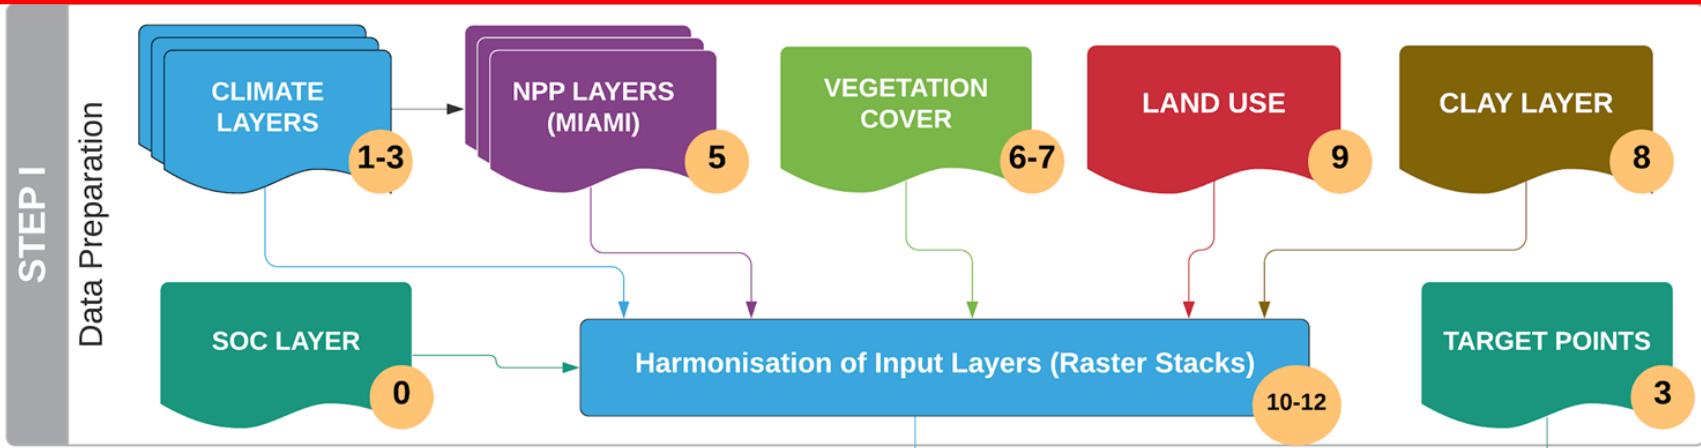 STEP I
Data Preparation
CLIMATE
LAYERS
1-3
NPP LAYERS
(MIAMI)
5
VEGETATION
COVER
6-7
LAND USE
9
CLAY LAYER
8
SOC LAYER
0
Harmonisation of Input Layers (Raster Stacks)
10-12
TARGET POINTS
3